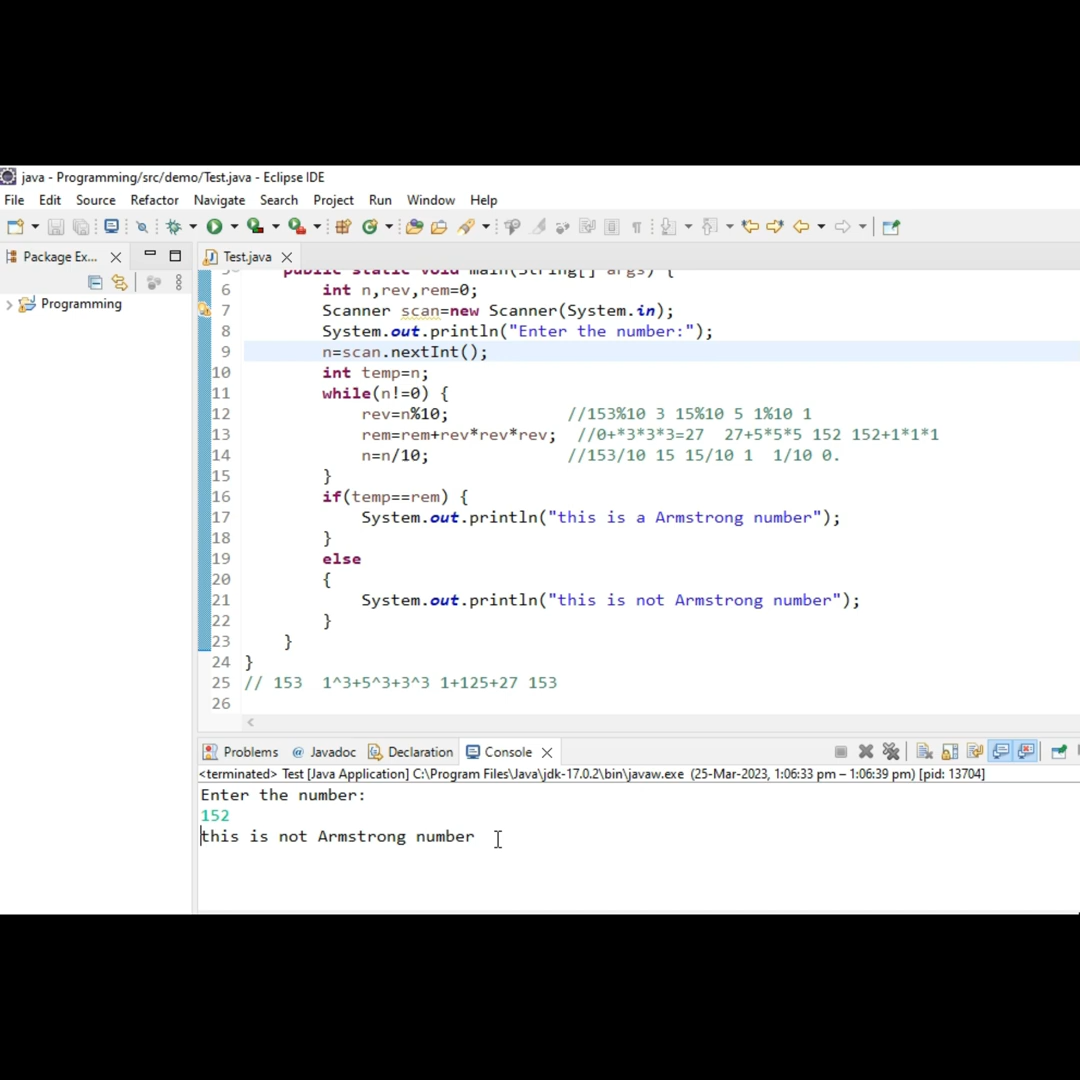 java - Programming/src/demo/Test.java - Eclipse IDE
File Edit Source Refactor Navigate Search Project Run Window Help
Package Ex... Test.java
Programming
5 public static void main(String[] args) {
6 int n,rev,rem=0;
7 Scanner scan=new Scanner(System.in);
8 System.out.println("Enter the number:");
9 n=scan.nextInt();
10 int temp=n;
11 while(n!=0) {
12 rev=n%10; //153%10 3 15%10 5 1%10 1
13 rem=rem+rev*rev*rev; //0+*3*3*3=27 27+5*5*5 152 152+1*1*1
14 n=n/10; //153/10 15 15/10 1 1/10 0.
15 }
16 if(temp==rem) {
17 System.out.println("this is a Armstrong number");
18 }
19 else
20 {
21 System.out.println("this is not Armstrong number");
22 }
23 }
24 }
25 // 153 1^3+5^3+3^3 1+125+27 153
26
Problems @ Javadoc Declaration Console
<terminated> Test [Java Application] C:\Program Files\Java\jdk-17.0.2\bin\javaw.exe (25-Mar-2023, 1:06:33 pm – 1:06:39 pm) [pid: 13704]
Enter the number:
152
this is not Armstrong number